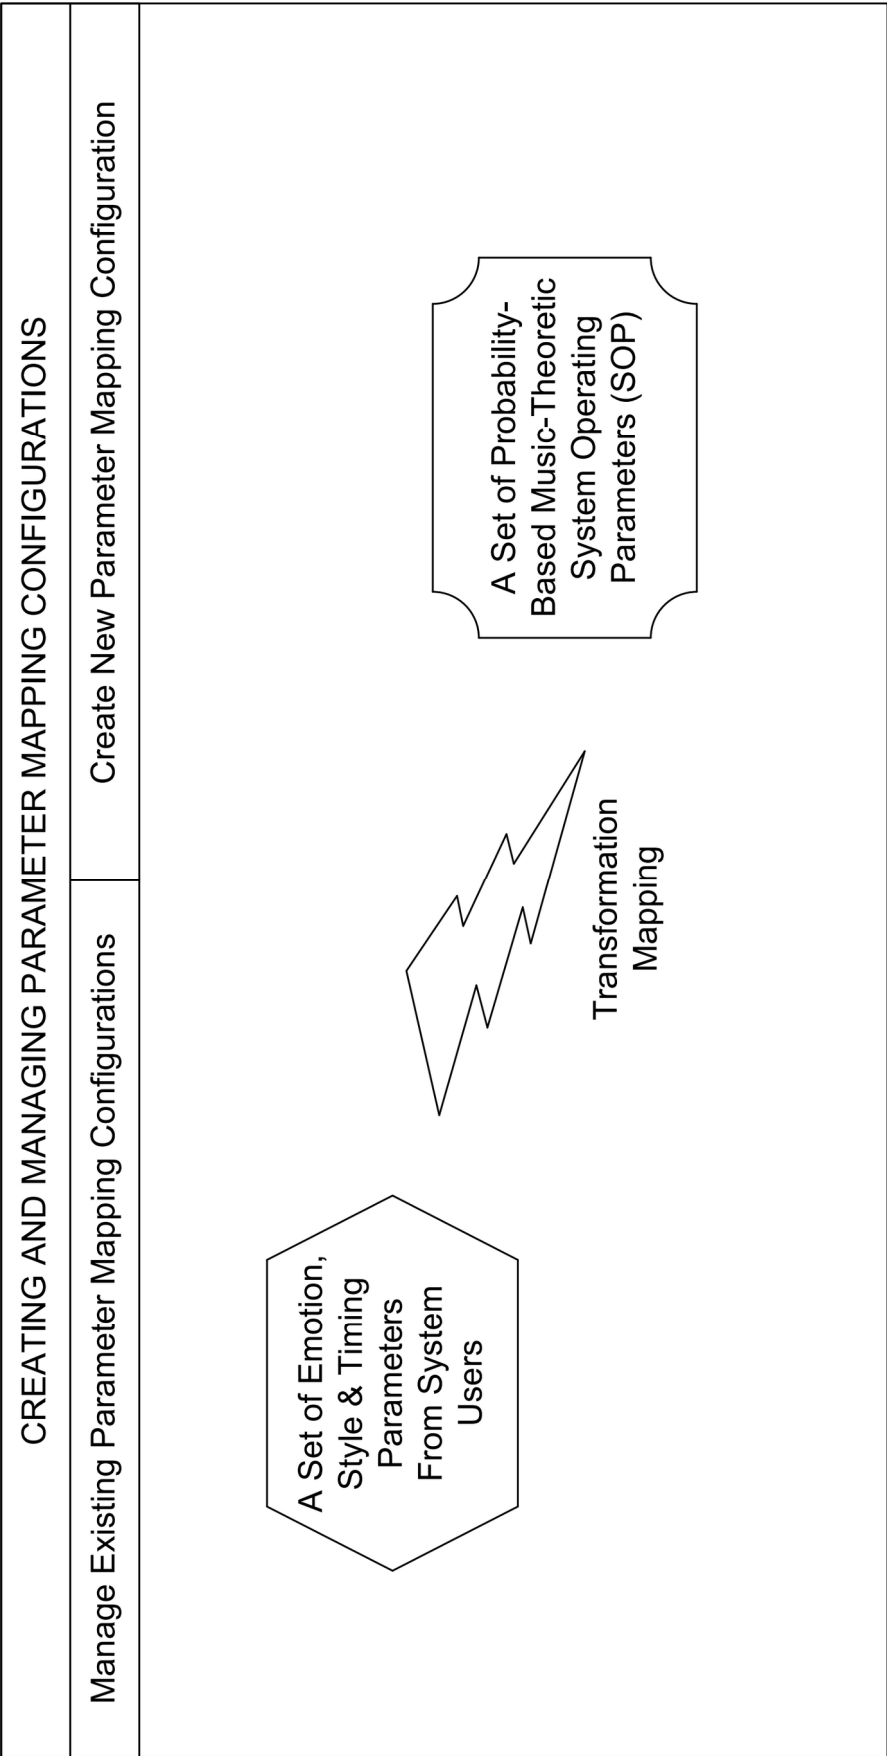 CREATING AND MANAGING PARAMETER MAPPING CONFIGURATIONS
Manage Existing Parameter Mapping Configurations
Create New Parameter Mapping Configuration
A Set of Emotion,
Style & Timing
Parameters
From System
Users
Transformation
Mapping
A Set of Probability-
Based Music-Theoretic
System Operating
Parameters (SOP)